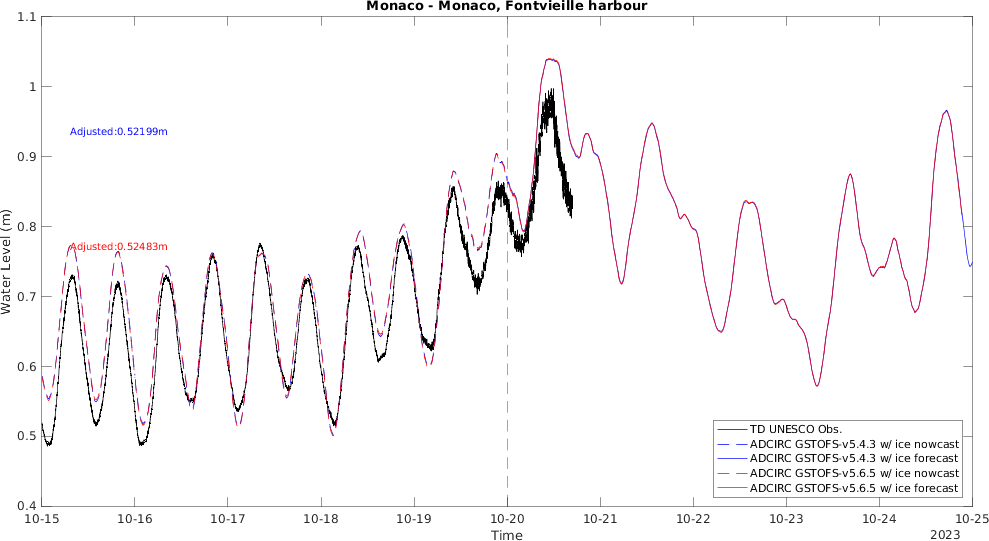 Monaco - Monaco, Fontvieille harbour
1.1
1
0.9
0.8
0.7
0.6
0.5
0.4
Water Level (m)
Adjusted:0.52199m
Adjusted:0.52483m
TD UNESCO Obs.
ADCIRC GSTOFS-v5.4.3 w/ ice nowcast
ADCIRC GSTOFS-v5.4.3 w/ ice forecast
ADCIRC GSTOFS-v5.6.5 w/ ice nowcast
ADCIRC GSTOFS-v5.6.5 w/ ice forecast
10-15 10-16 10-17 10-18 10-19 10-20 10-21 10-22 10-23 10-24 10-25
Time
2023